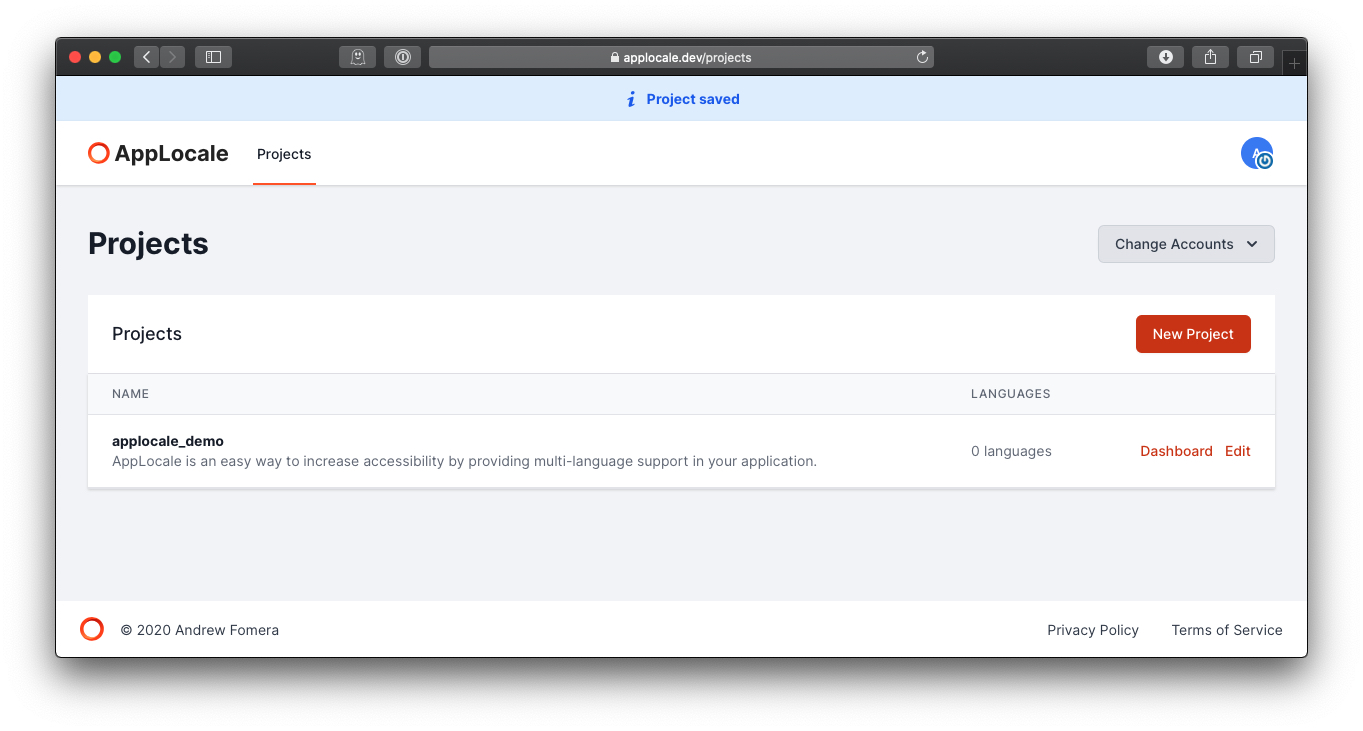 applocale.dev/projects
Project saved
AppLocale Projects
A
Projects
Change Accounts
Projects
New Project
NAME LANGUAGES
applocale_demo
AppLocale is an easy way to increase accessibility by providing multi-language support in your application.
0 languages Dashboard Edit
© 2020 Andrew Fomera Privacy Policy Terms of Service